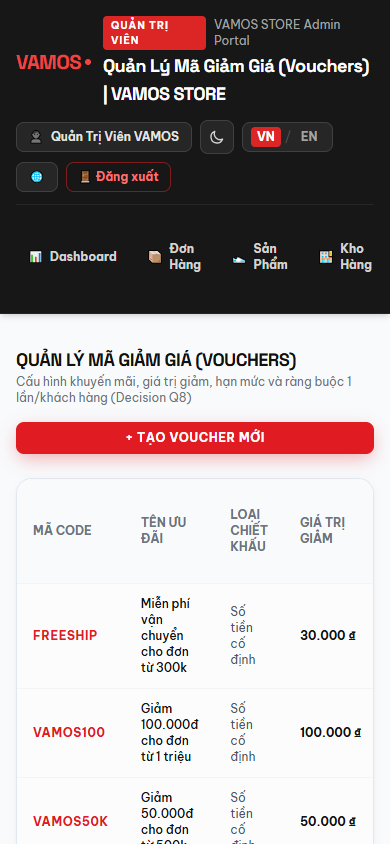 VAMOS
QUẢN TRỊ
VIÊN
VAMOS STORE Admin
Portal
Quản Lý Mã Giảm Giá (Vouchers)
| VAMOS STORE
Quản Trị Viên VAMOS
VN / EN
Đăng xuất
Dashboard
Đơn
Hàng
Sản
Phẩm
Kho
Hàng
QUẢN LÝ MÃ GIẢM GIÁ (VOUCHERS)
Cấu hình khuyến mãi, giá trị giảm, hạn mức và ràng buộc 1
lần/khách hàng (Decision Q8)
+ TẠO VOUCHER MỚI
MÃ CODE
TÊN ƯU
ĐÃI
LOẠI
CHIẾT
KHẤU
GIÁ TRỊ
GIẢM
FREESHIP
Miễn phí
vận
chuyển
cho đơn
từ 300k
Số
tiền
cố
định
30.000 ₫
VAMOS100
Giảm
100.000đ
cho đơn
từ 1 triệu
Số
tiền
cố
định
100.000 ₫
VAMOS50K
Giảm
50.000đ
cho đơn
từ 500k
Số
tiền
cố
định
50.000 ₫